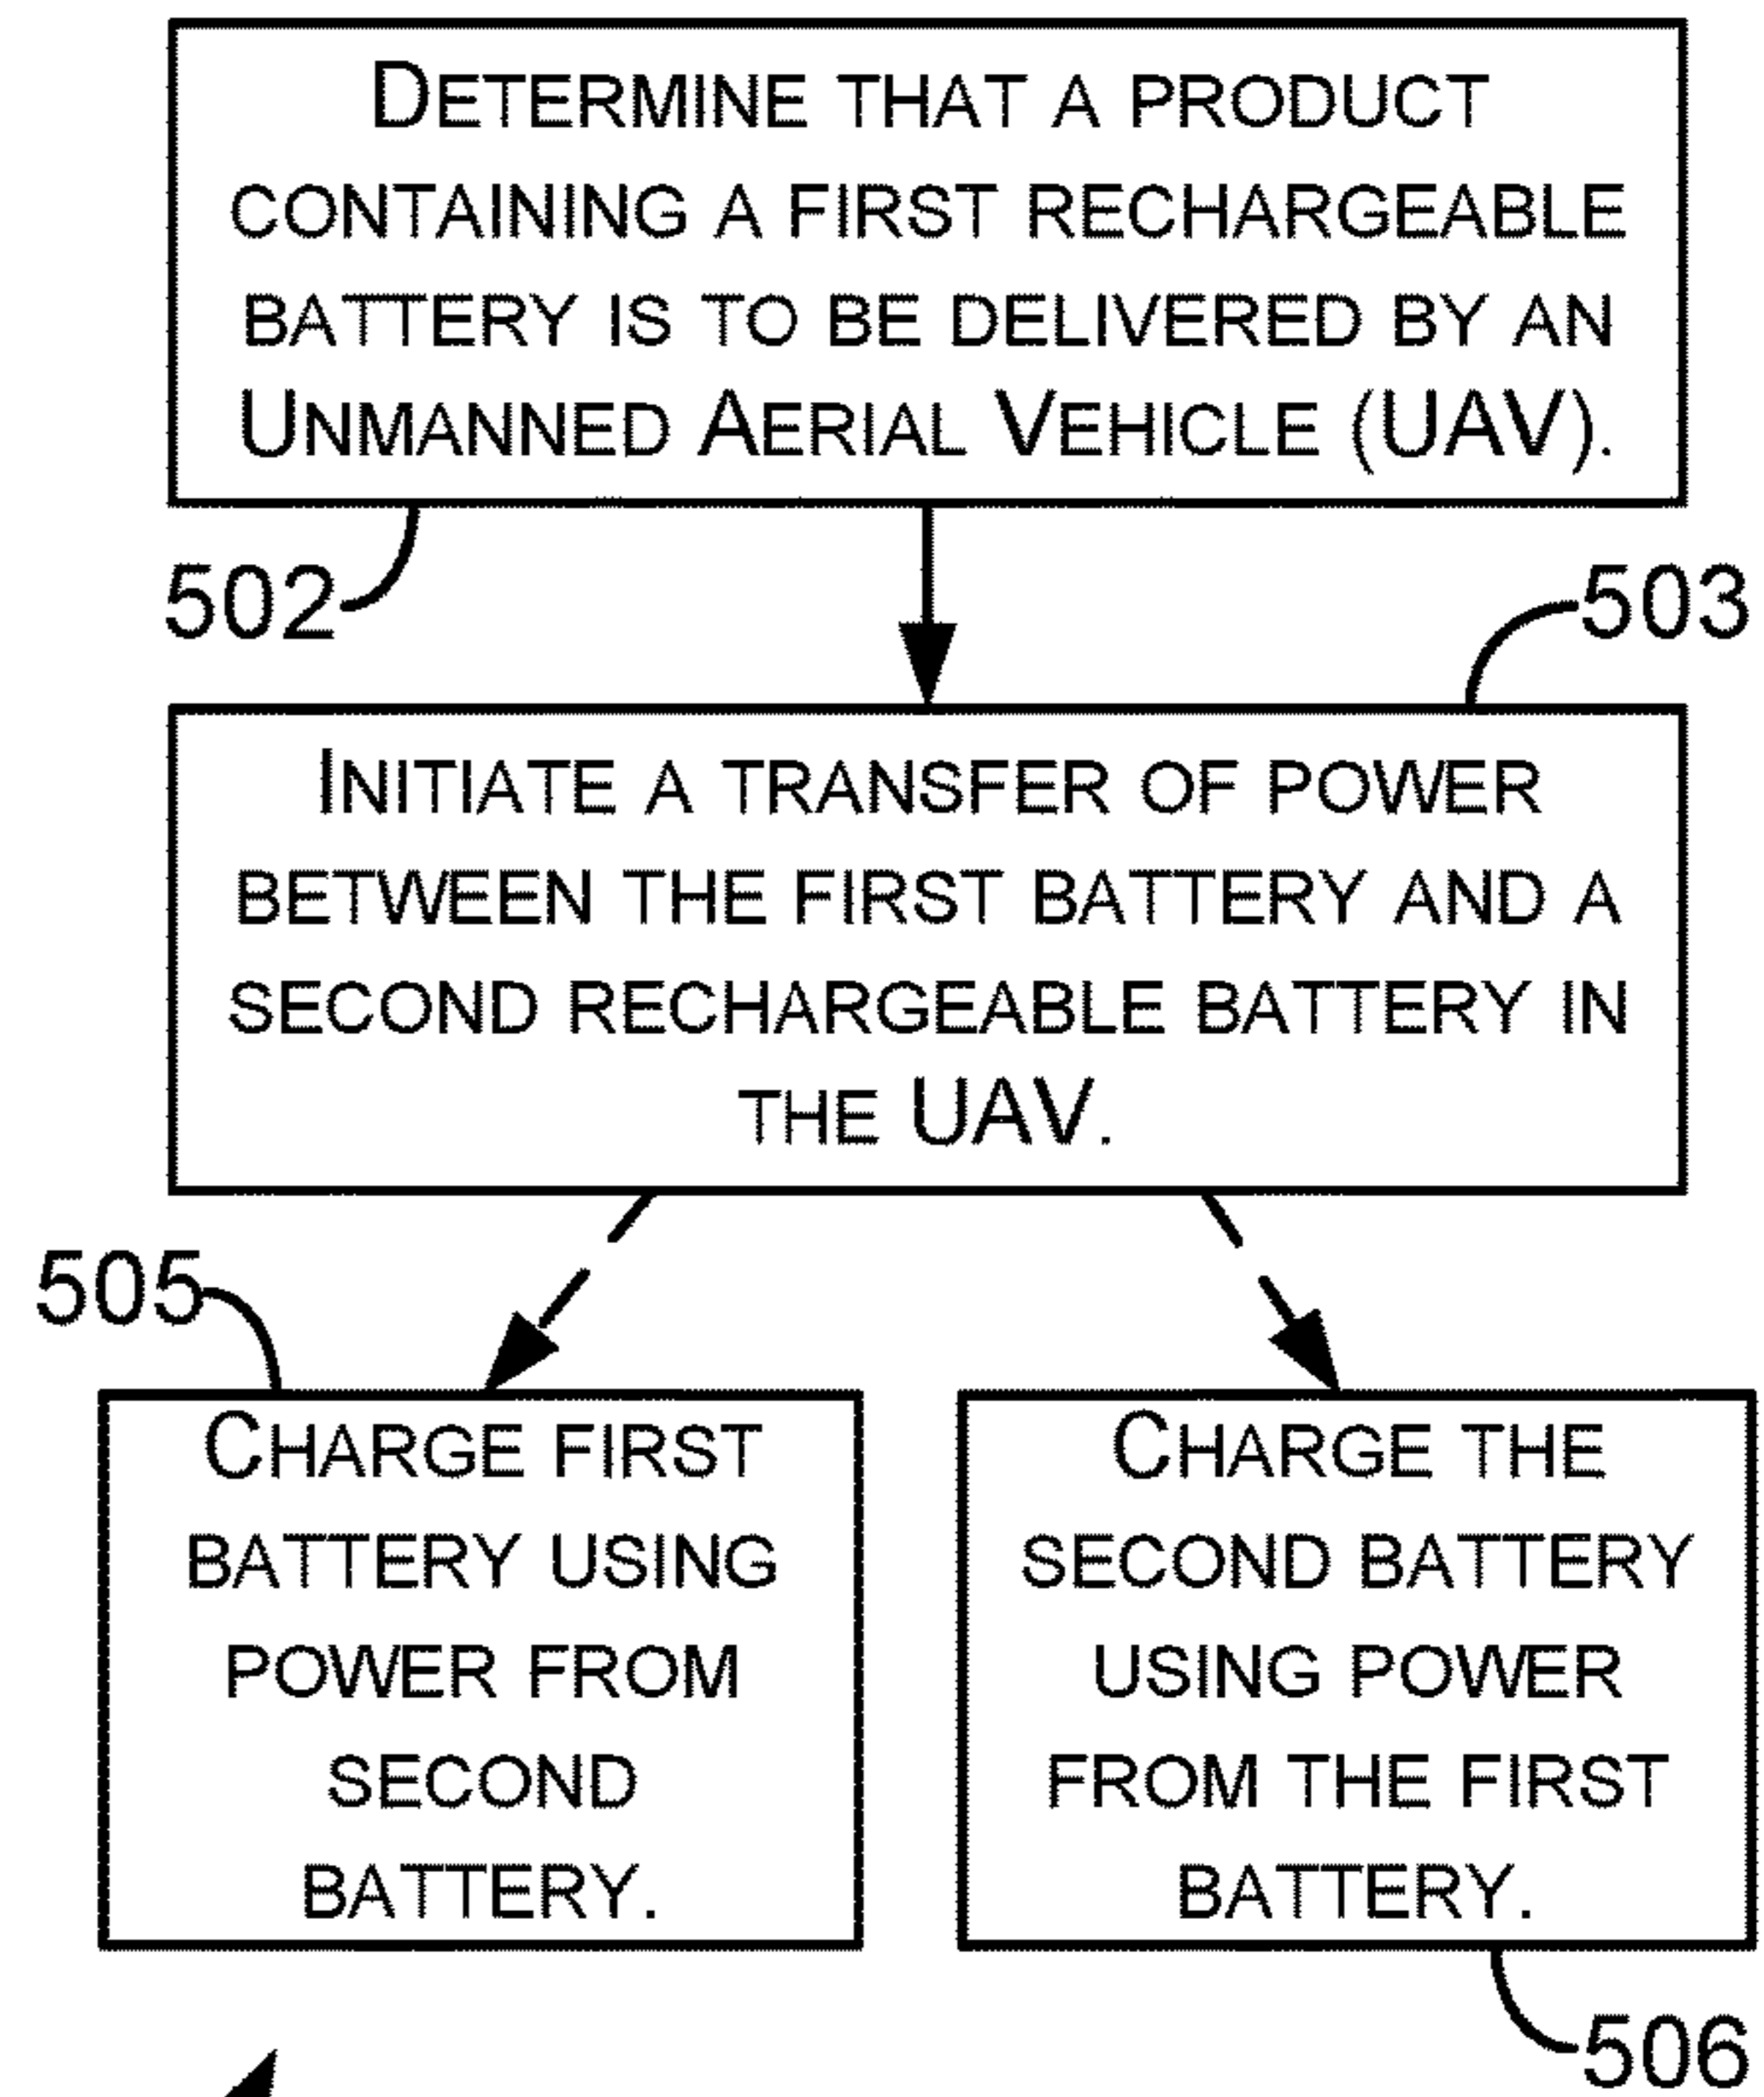 Determine that a product
containing a first rechargeable
battery is to be delivered by an
Unmanned Aerial Vehicle (UAV).
502
503
Initiate a transfer of power
between the first battery and a
second rechargeable battery in
the UAV.
505
Charge first
battery using
power from
second
battery.
Charge the
second battery
using power
from the first
battery.
506